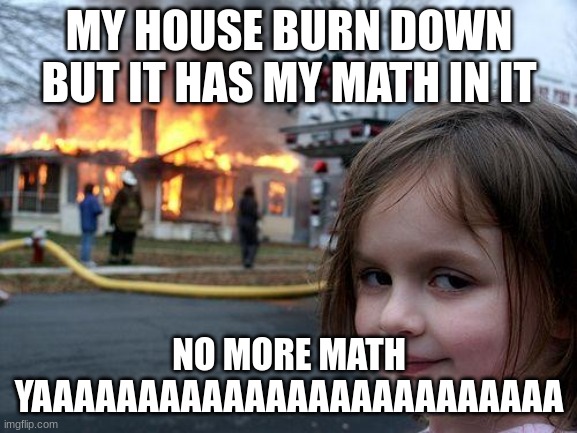 MY HOUSE BURN DOWN
BUT IT HAS MY MATH IN IT
NO MORE MATH
YAAAAAAAAAAAAAAAAAAAAAAAAA
imgflip.com